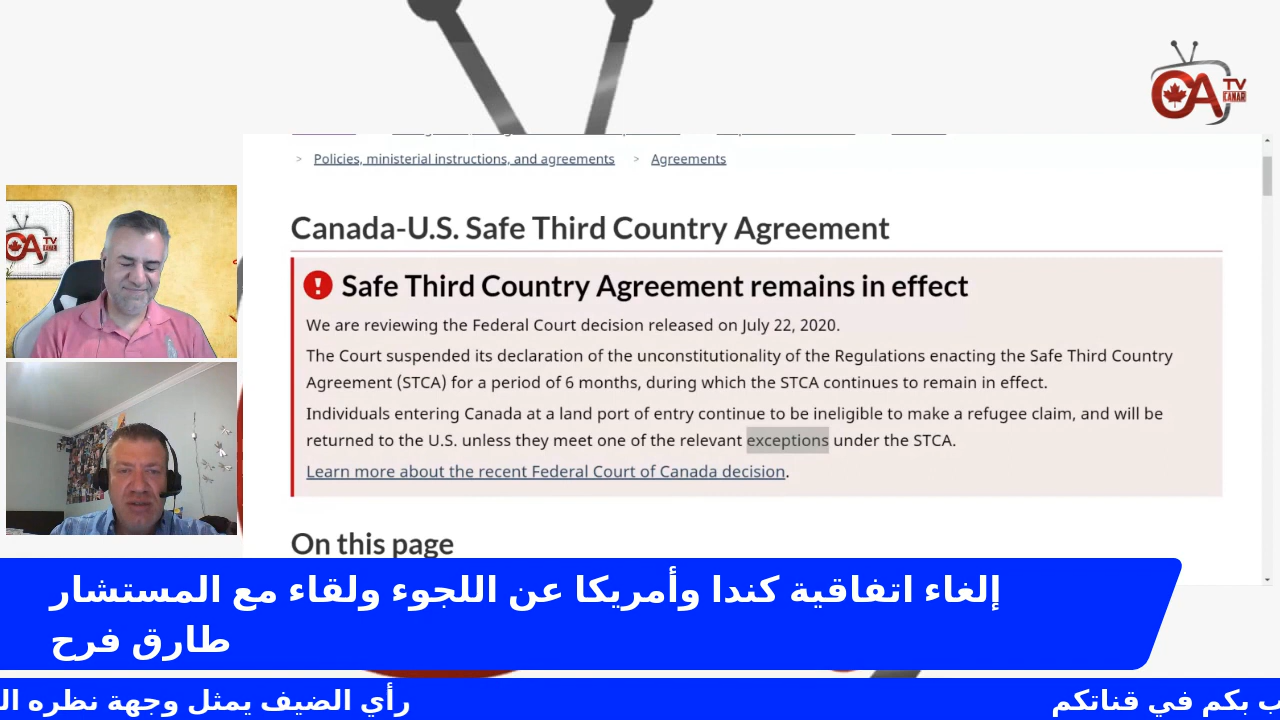 CA TV
KANAR
> Policies, ministerial instructions, and agreements > Agreements
Canada-U.S. Safe Third Country Agreement
Safe Third Country Agreement remains in effect
We are reviewing the Federal Court decision released on July 22, 2020.
The Court suspended its declaration of the unconstitutionality of the Regulations enacting the Safe Third Country
Agreement (STCA) for a period of 6 months, during which the STCA continues to remain in effect.
Individuals entering Canada at a land port of entry continue to be ineligible to make a refugee claim, and will be
returned to the U.S. unless they meet one of the relevant exceptions under the STCA.
Learn more about the recent Federal Court of Canada decision.
On this page
إلغاء اتفاقية كندا وأمريكا عن اللجوء ولقاء مع المستشار
طارق فرح
بكم في قناتكم
رأي الضيف يمثل وجهة نظره